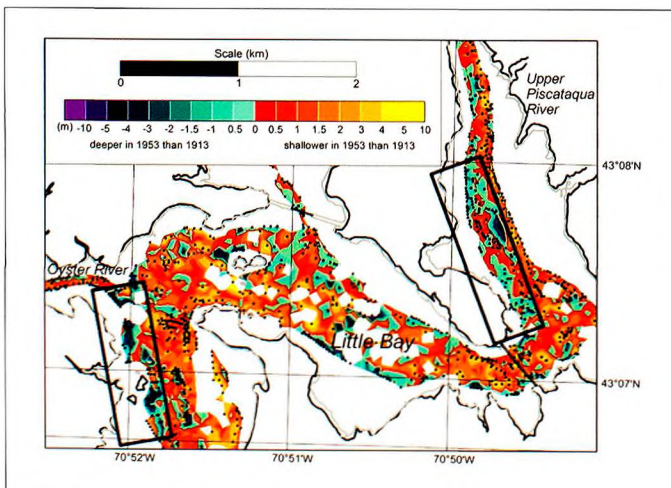 Scale (km)
0 1 2
Upper
Piscataqua
River
(m) -10 -5 -4 -3 -2 -1.5 -1 0.5 0 0.5 1 1.5 2 3 4 5 10
deeper in 1953 than 1913 shallower in 1953 than 1913
43°08'N
Oyster River
Little Bay
43°07'N
70°52'W 70°51'W 70°50'W